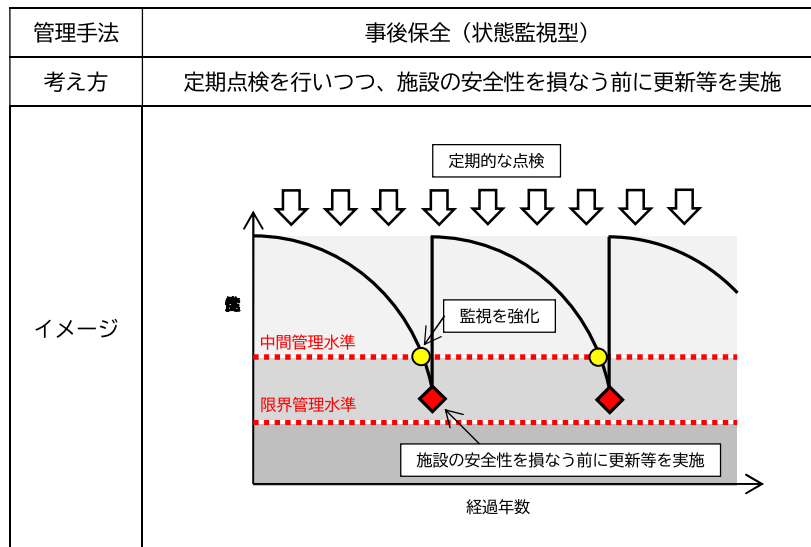 管理手法
事後保全（状態監視型）
考え方
定期点検を行いつつ、施設の安全性を損なう前に更新等を実施
イメージ
定期的な点検
監視を強化
中間管理水準
限界管理水準
施設の安全性を損なう前に更新等を実施
経過年数